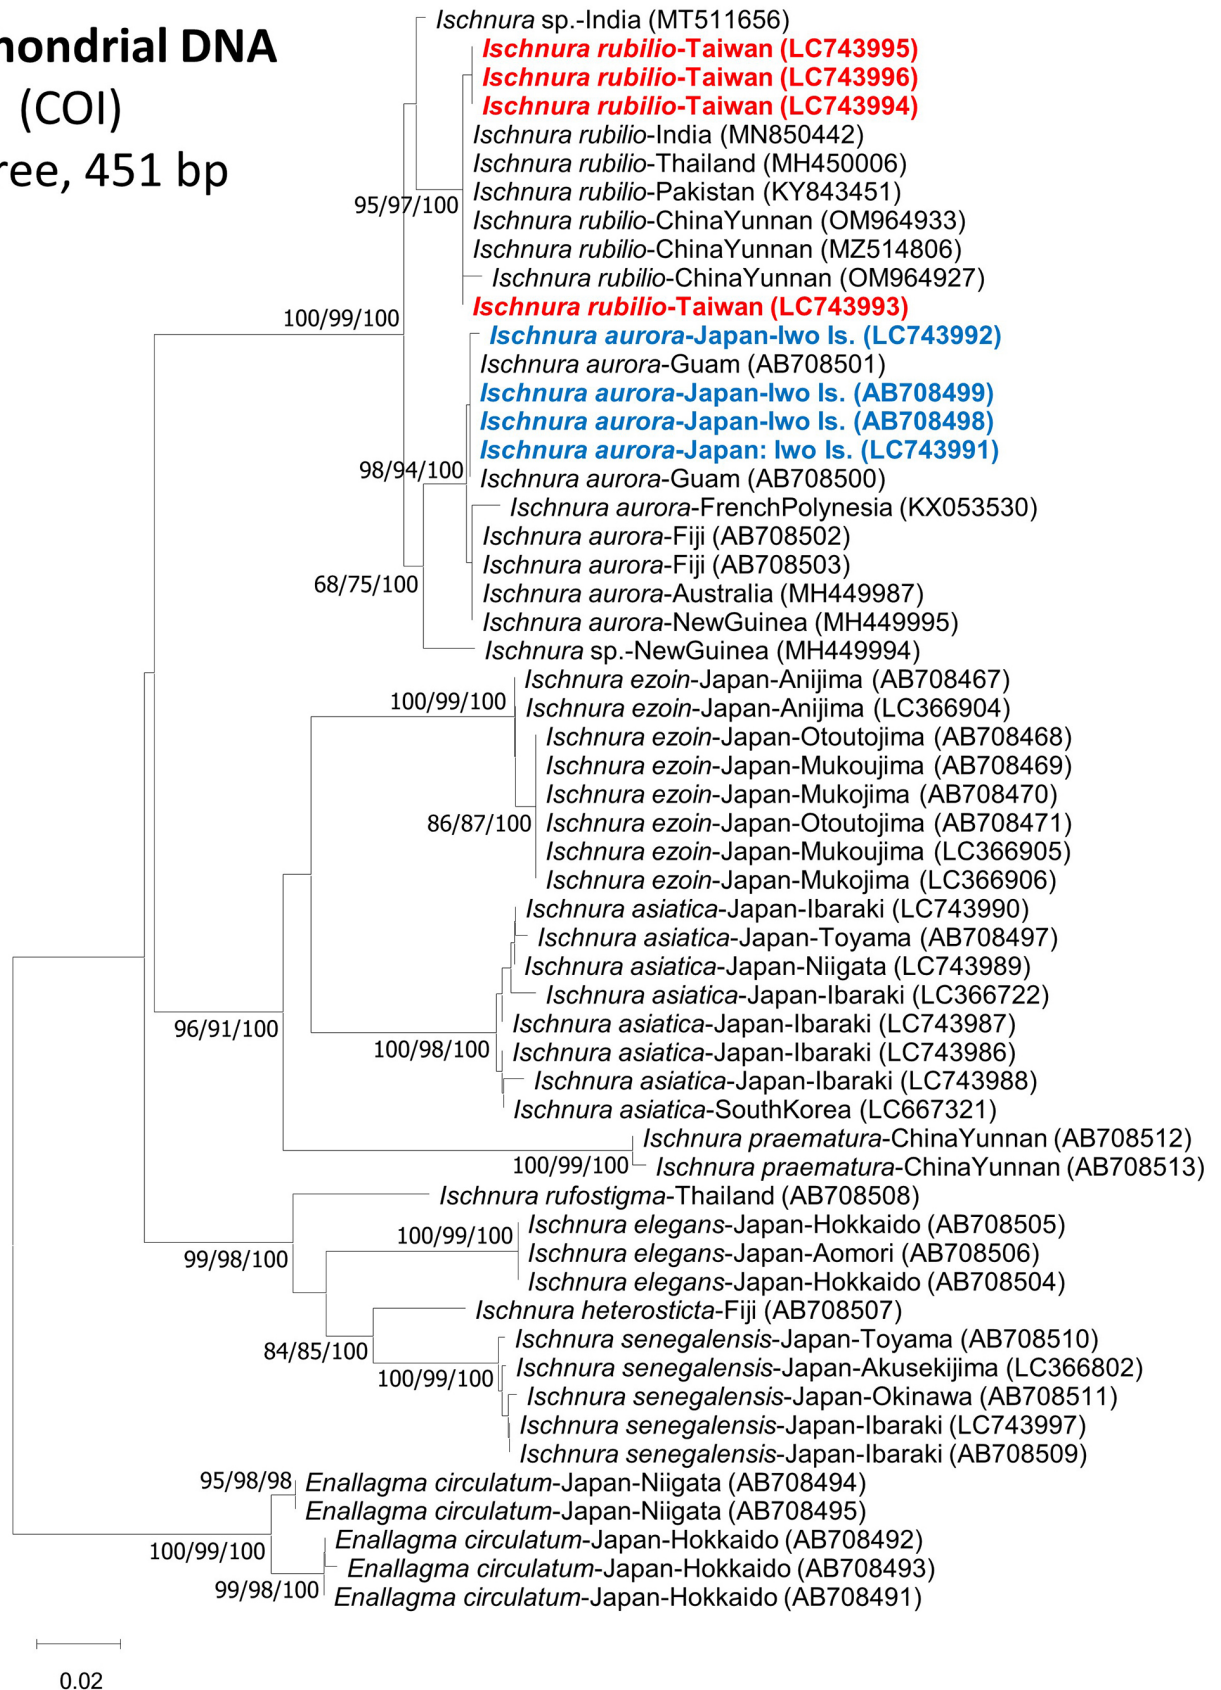 nondrial DNA
(COI)
ree, 451 bp
Ischnura sp.-India (MT511656)
Ischnura rubilio-Taiwan (LC743995)
Ischnura rubilio-Taiwan (LC743996)
Ischnura rubilio-Taiwan (LC743994)
Ischnura rubilio-India (MN850442)
Ischnura rubilio-Thailand (MH450006)
Ischnura rubilio-Pakistan (KY843451)
95/97/100
Ischnura rubilio-ChinaYunnan (OM964933)
Ischnura rubilio-ChinaYunnan (MZ514806)
Ischnura rubilio-ChinaYunnan (OM964927)
Ischnura rubilio-Taiwan (LC743993)
100/99/100
Ischnura aurora-Japan-Iwo Is. (LC743992)
Ischnura aurora-Guam (AB708501)
Ischnura aurora-Japan-Iwo Is. (AB708499)
Ischnura aurora-Japan-Iwo Is. (AB708498)
Ischnura aurora-Japan: Iwo Is. (LC743991)
98/94/100
Ischnura aurora-Guam (AB708500)
Ischnura aurora-FrenchPolynesia (KX053530)
Ischnura aurora-Fiji (AB708502)
Ischnura aurora-Fiji (AB708503)
68/75/100
Ischnura aurora-Australia (MH449987)
Ischnura aurora-NewGuinea (MH449995)
Ischnura sp.-NewGuinea (MH449994)
Ischnura ezoin-Japan-Anijima (AB708467)
100/99/100
Ischnura ezoin-Japan-Anijima (LC366904)
Ischnura ezoin-Japan-Otoutojima (AB708468)
Ischnura ezoin-Japan-Mukoujima (AB708469)
Ischnura ezoin-Japan-Mukojima (AB708470)
86/87/100
Ischnura ezoin-Japan-Otoutojima (AB708471)
Ischnura ezoin-Japan-Mukoujima (LC366905)
Ischnura ezoin-Japan-Mukojima (LC366906)
Ischnura asiatica-Japan-Ibaraki (LC743990)
Ischnura asiatica-Japan-Toyama (AB708497)
Ischnura asiatica-Japan-Niigata (LC743989)
Ischnura asiatica-Japan-Ibaraki (LC366722)
96/91/100
Ischnura asiatica-Japan-Ibaraki (LC743987)
100/98/100
Ischnura asiatica-Japan-Ibaraki (LC743986)
Ischnura asiatica-Japan-Ibaraki (LC743988)
Ischnura asiatica-SouthKorea (LC667321)
Ischnura praematura-ChinaYunnan (AB708512)
100/99/100
Ischnura praematura-ChinaYunnan (AB708513)
Ischnura rufostigma-Thailand (AB708508)
Ischnura elegans-Japan-Hokkaido (AB708505)
100/99/100
Ischnura elegans-Japan-Aomori (AB708506)
99/98/100
Ischnura elegans-Japan-Hokkaido (AB708504)
Ischnura heterosticta-Fiji (AB708507)
Ischnura senegalensis-Japan-Toyama (AB708510)
84/85/100
Ischnura senegalensis-Japan-Akusekijima (LC366802)
100/99/100
Ischnura senegalensis-Japan-Okinawa (AB708511)
Ischnura senegalensis-Japan-Ibaraki (LC743997)
Ischnura senegalensis-Japan-Ibaraki (AB708509)
95/98/98
Enallagma circulatum-Japan-Niigata (AB708494)
Enallagma circulatum-Japan-Niigata (AB708495)
Enallagma circulatum-Japan-Hokkaido (AB708492)
100/99/100
Enallagma circulatum-Japan-Hokkaido (AB708493)
99/98/100
Enallagma circulatum-Japan-Hokkaido (AB708491)
0.02